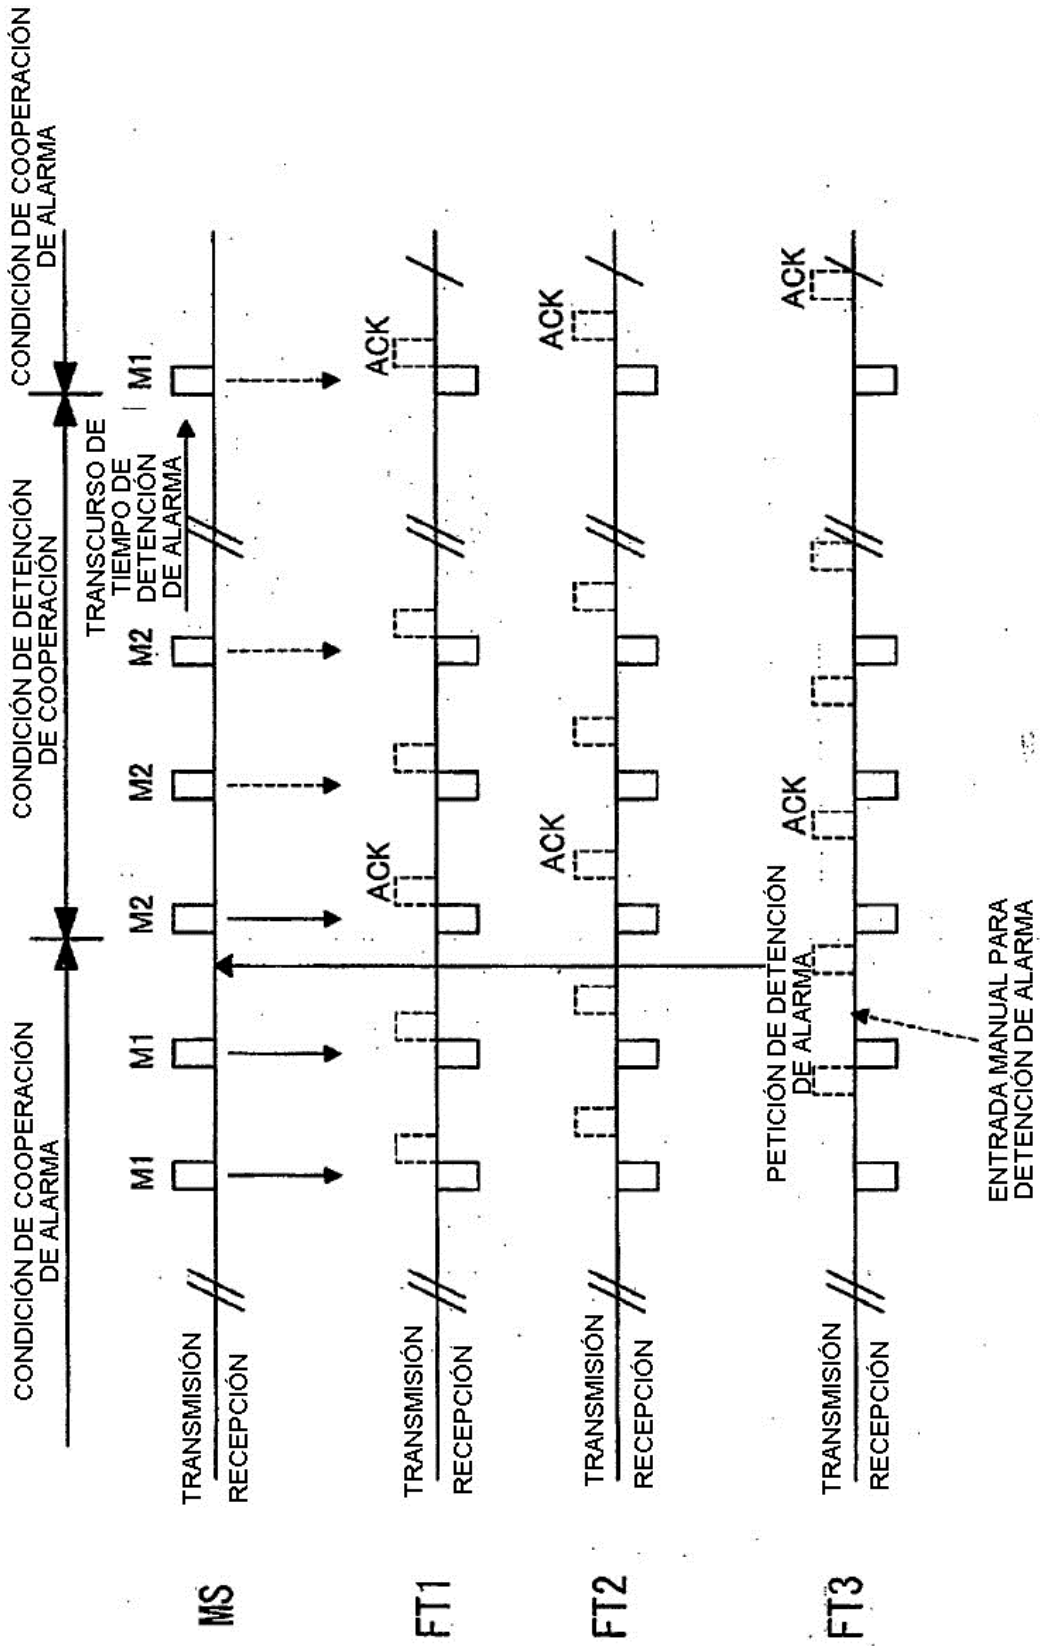 CONDICIÓN DE COOPERACIÓN
DE ALARMA
CONDICIÓN DE DETENCIÓN
DE COOPERACIÓN
CONDICIÓN DE COOPERACIÓN
DE ALARMA
TRANSCURSO DE
TIEMPO DE
DETENCIÓN
DE ALARMA
M1
M1
M2
M2
M2
M1
MS
TRANSMISIÓN
RECEPCIÓN
ACK
ACK
FT1
TRANSMISIÓN
RECEPCIÓN
ACK
ACK
FT2
TRANSMISIÓN
RECEPCIÓN
PETICIÓN DE DETENCIÓN
DE ALARMA
ACK
ACK
FT3
TRANSMISIÓN
RECEPCIÓN
ENTRADA MANUAL PARA
DETENCIÓN DE ALARMA